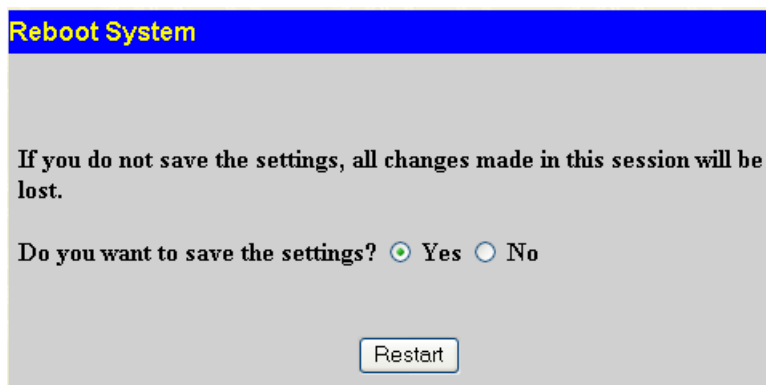 Reboot System
If you do not save the settings, all changes made in this session will be
lost.
Do you want to save the settings? Yes No
Restart